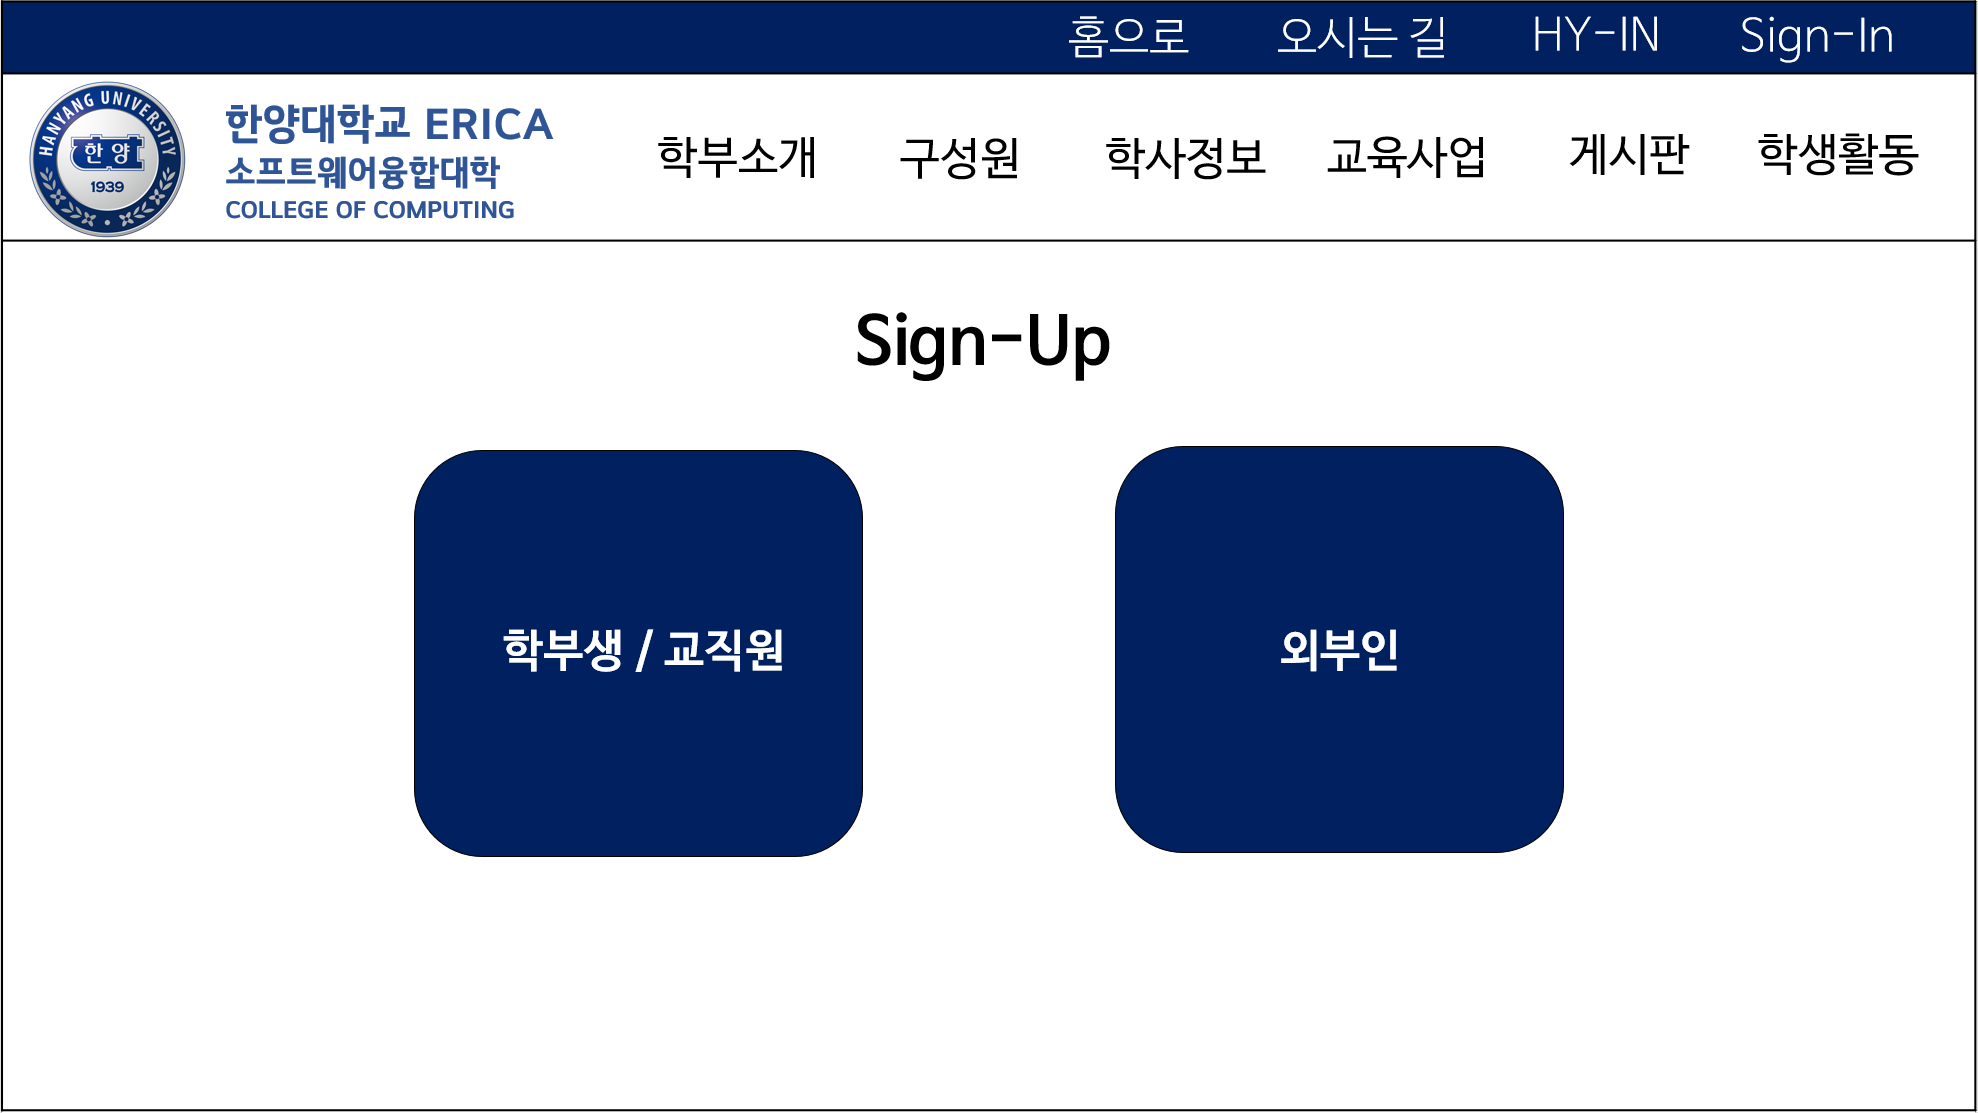 홈으로 오시는 길 HY-IN Sign-In
HANYANG UNIVERSITY
한양
1939
한양대학교 ERICA
소프트웨어융합대학
COLLEGE OF COMPUTING
학부소개 구성원 학사정보 교육사업 게시판 학생활동
Sign-Up
학부생 / 교직원
외부인